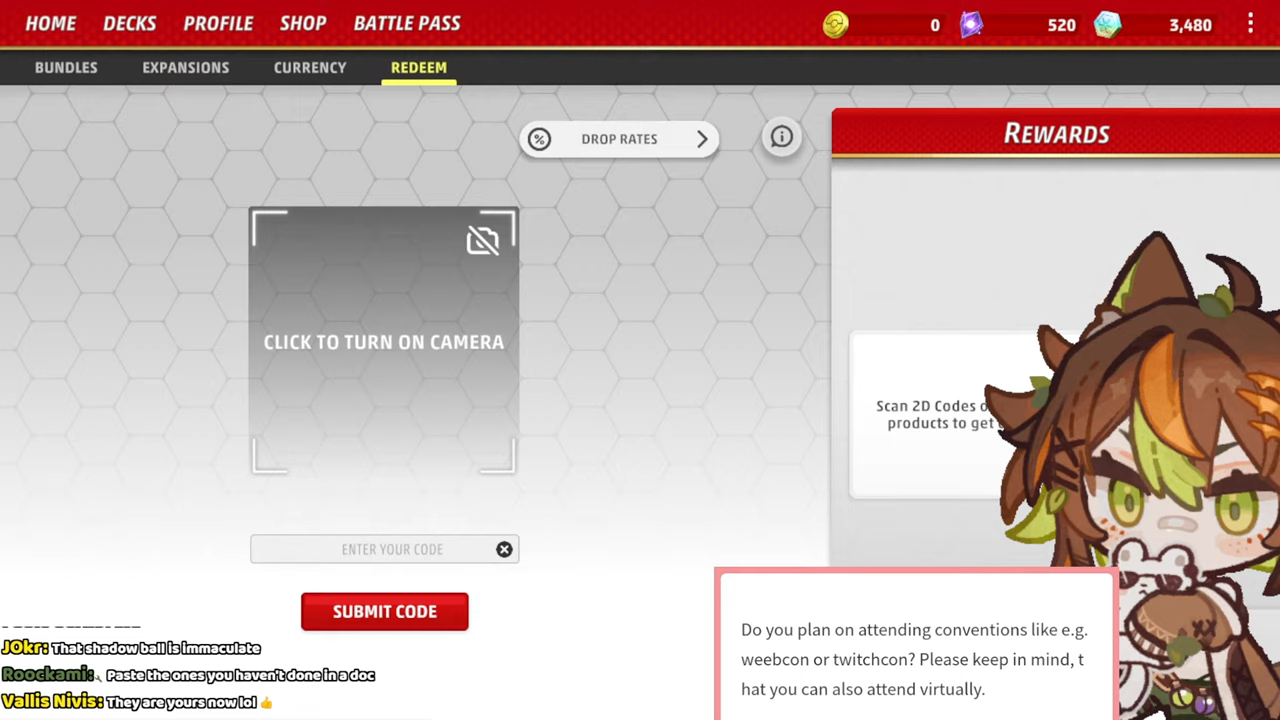 HOME DECKS PROFILE SHOP BATTLE PASS 0 520 3,480
BUNDLES EXPANSIONS CURRENCY REDEEM
DROP RATES
REWARDS
CLICK TO TURN ON CAMERA
Scan 2D Codes
products to get
ENTER YOUR CODE
SUBMIT CODE
JOkr: That shadow ball is immaculate
Roockami: Paste the ones you haven't done in a doc
Vallis Nivis: They are yours now lol 👍
Do you plan on attending conventions like e.g.
weebcon or twitchcon? Please keep in mind, t
hat you can also attend virtually.